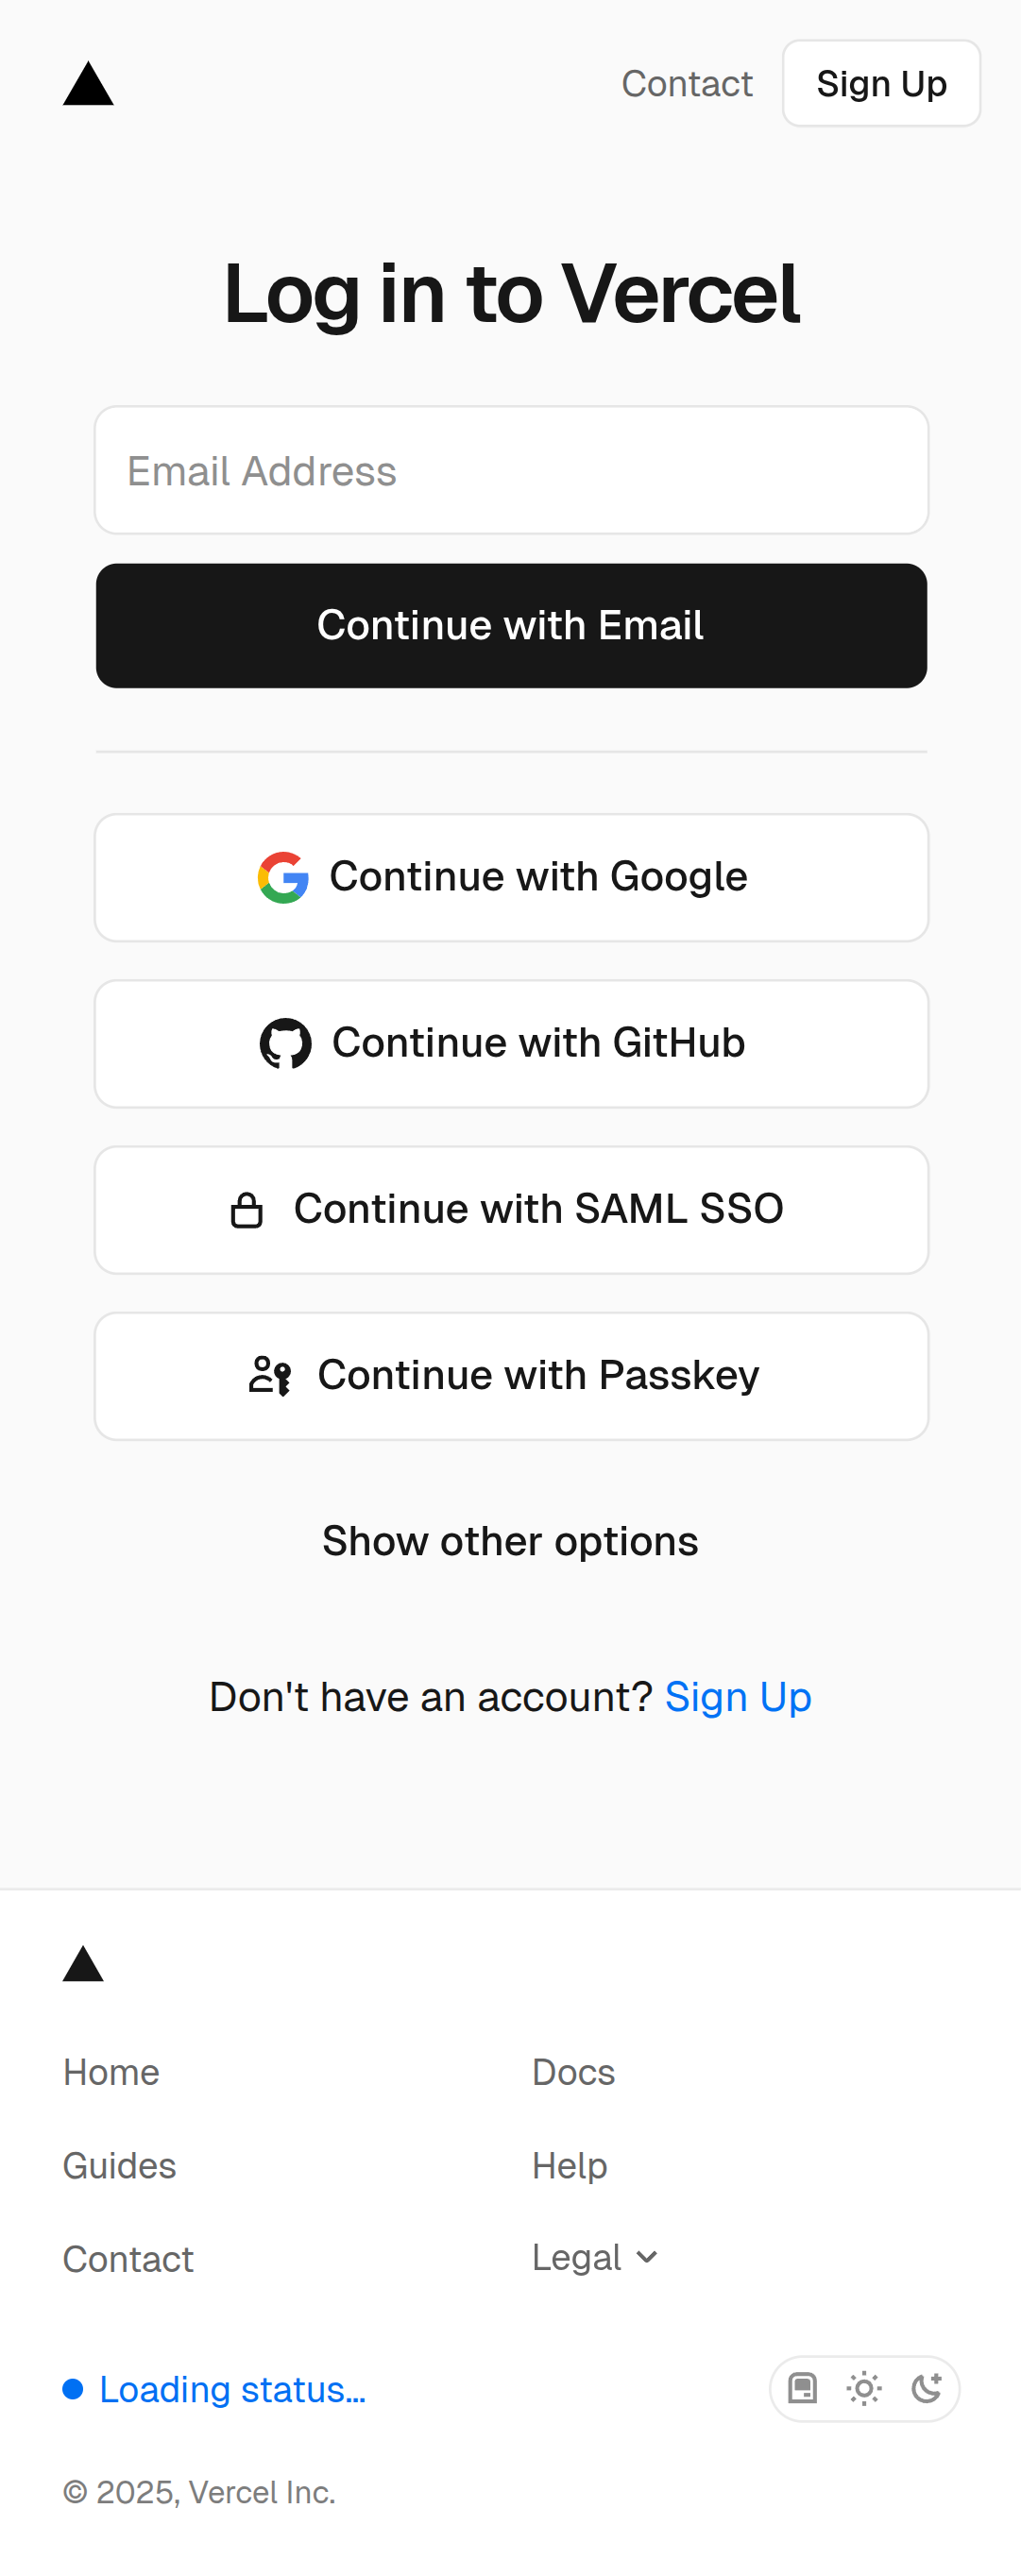 Contact
Sign Up
Log in to Vercel
Email Address
Continue with Email
Continue with Google
Continue with GitHub
Continue with SAML SSO
Continue with Passkey
Show other options
Don't have an account? Sign Up
Home
Docs
Guides
Help
Contact
Legal
Loading status…
© 2025, Vercel Inc.